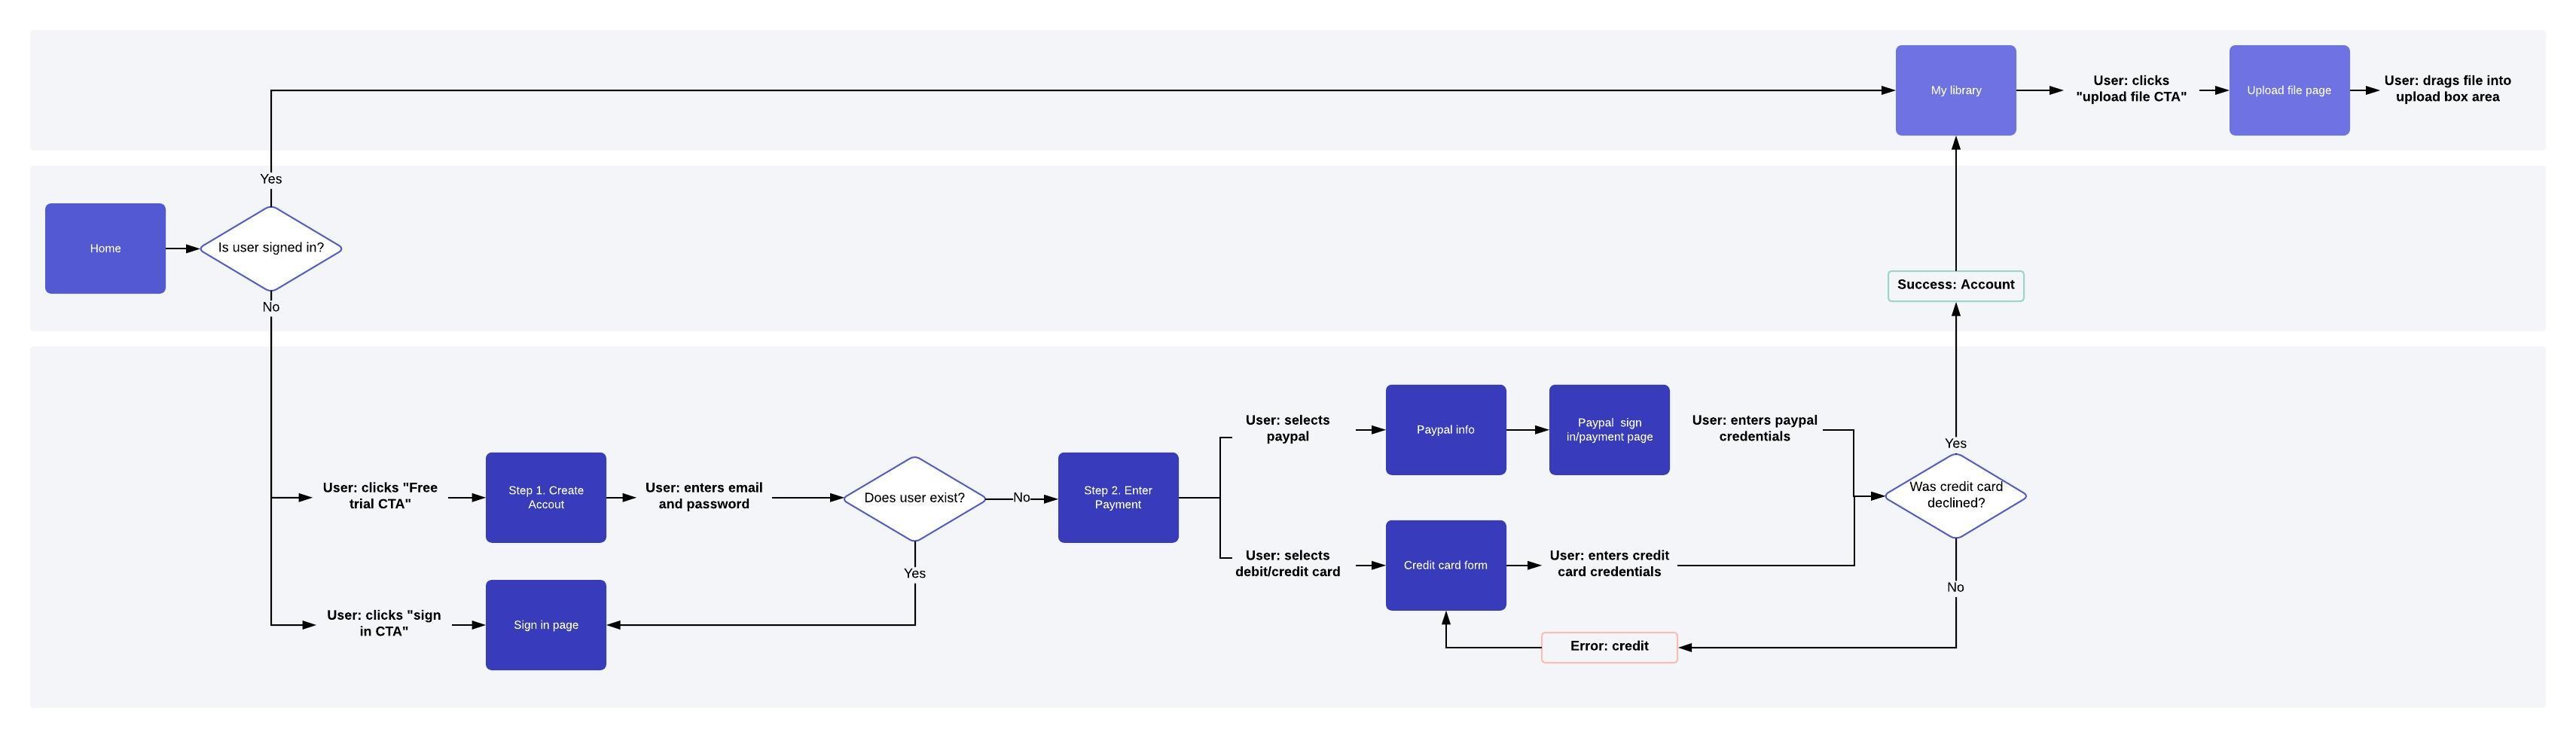 My library
User: clicks
"upload file CTA"
Upload file page
User: drags file into
upload box area
Yes
Home
Is user signed in?
No
Success: Account
User: clicks "Free
trial CTA"
Step 1. Create
Accout
User: enters email
and password
Does user exist?
No
Yes
Step 2. Enter
Payment
User: selects
paypal
Paypal info
Paypal  sign
in/payment page
User: enters paypal
credentials
User: selects
debit/credit card
Credit card form
User: enters credit
card credentials
Yes
Was credit card
declined?
No
Error: credit
User: clicks "sign
in CTA"
Sign in page